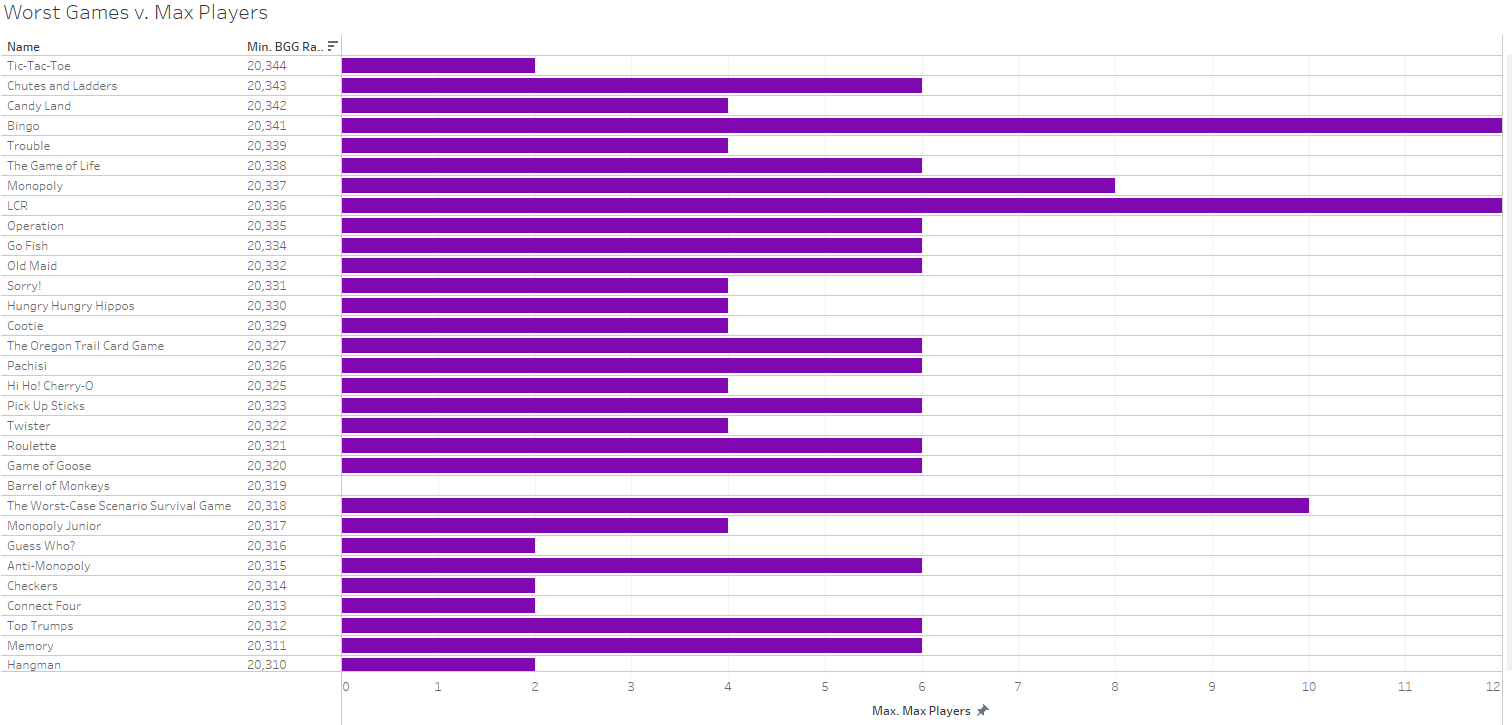 Worst Games v. Max Players
Name Min. BGG Ra..
Tic-Tac-Toe 20,344
Chutes and Ladders 20,343
Candy Land 20,342
Bingo 20,341
Trouble 20,339
The Game of Life 20,338
Monopoly 20,337
LCR 20,336
Operation 20,335
Go Fish 20,334
Old Maid 20,332
Sorry! 20,331
Hungry Hungry Hippos 20,330
Cootie 20,329
The Oregon Trail Card Game 20,327
Pachisi 20,326
Hi Ho! Cherry-O 20,325
Pick Up Sticks 20,323
Twister 20,322
Roulette 20,321
Game of Goose 20,320
Barrel of Monkeys 20,319
The Worst-Case Scenario Survival Game 20,318
Monopoly Junior 20,317
Guess Who? 20,316
Anti-Monopoly 20,315
Checkers 20,314
Connect Four 20,313
Top Trumps 20,312
Memory 20,311
Hangman 20,310
0 1 2 3 4 5 6 7 8 9 10 11 12
Max. Max Players